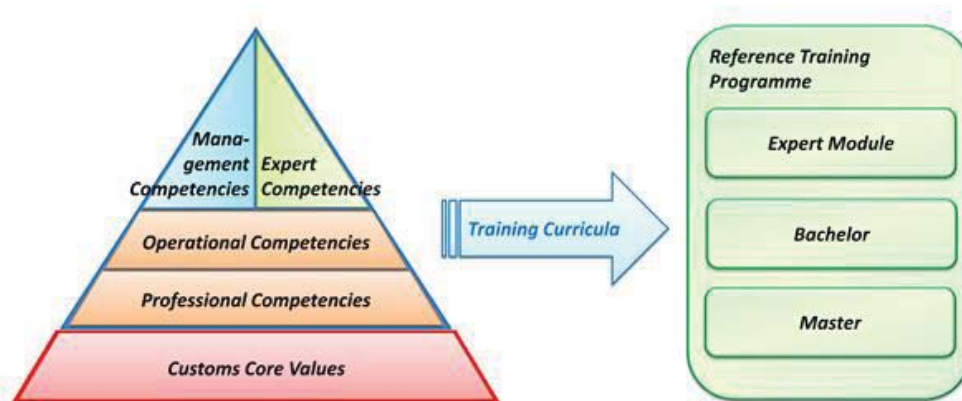 Mana-
gement
Competencies
Expert
Competencies
Operational Competencies
Professional Competencies
Customs Core Values
Training Curricula
Reference Training
Programme
Expert Module
Bachelor
Master